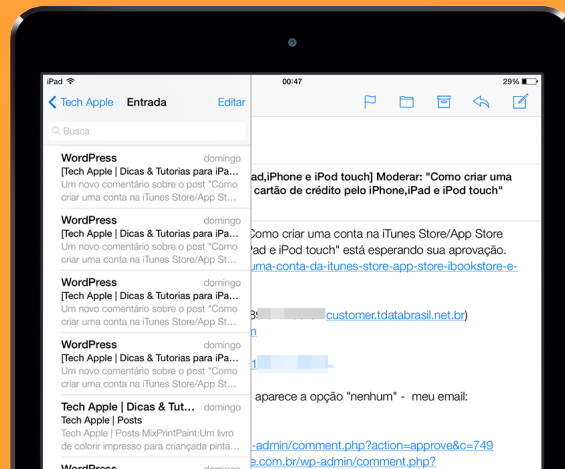 iPad
00:47
29%
Tech Apple
Entrada
Editar
Busca
WordPress domingo
[Tech Apple | Dicas & Tutorias para iPa...
Um novo comentário sobre o post "Como
criar uma conta na iTunes Store/App St...
WordPress domingo
[Tech Apple | Dicas & Tutorias para iPa...
Um novo comentário sobre o post "Como
criar uma conta na iTunes Store/App St...
WordPress domingo
[Tech Apple | Dicas & Tutorias para iPa...
Um novo comentário sobre o post "Como
criar uma conta na iTunes Store/App St...
WordPress domingo
[Tech Apple | Dicas & Tutorias para iPa...
Um novo comentário sobre o post "Como
criar uma conta na iTunes Store/App St...
Tech Apple | Dicas & Tut... domingo
Tech Apple | Posts
Tech Apple | Posts MixPrintPaint:Um livro
de colorir impresso para criançada pinta...
WordPress domingo
ad,iPhone e iPod touch] Moderar: "Como criar uma
cartão de crédito pelo iPhone,iPad e iPod touch"
Como criar uma conta na iTunes Store/App Store
Pad e iPod touch" está esperando sua aprovação.
uma-conta-da-itunes-store-app-store-ibookstore-e-
customer.tdatabrasil.net.br)
aparece a opção "nenhum" - meu email:
-admin/comment.php?action=approve&c=749
e.com.br/wp-admin/comment.php?